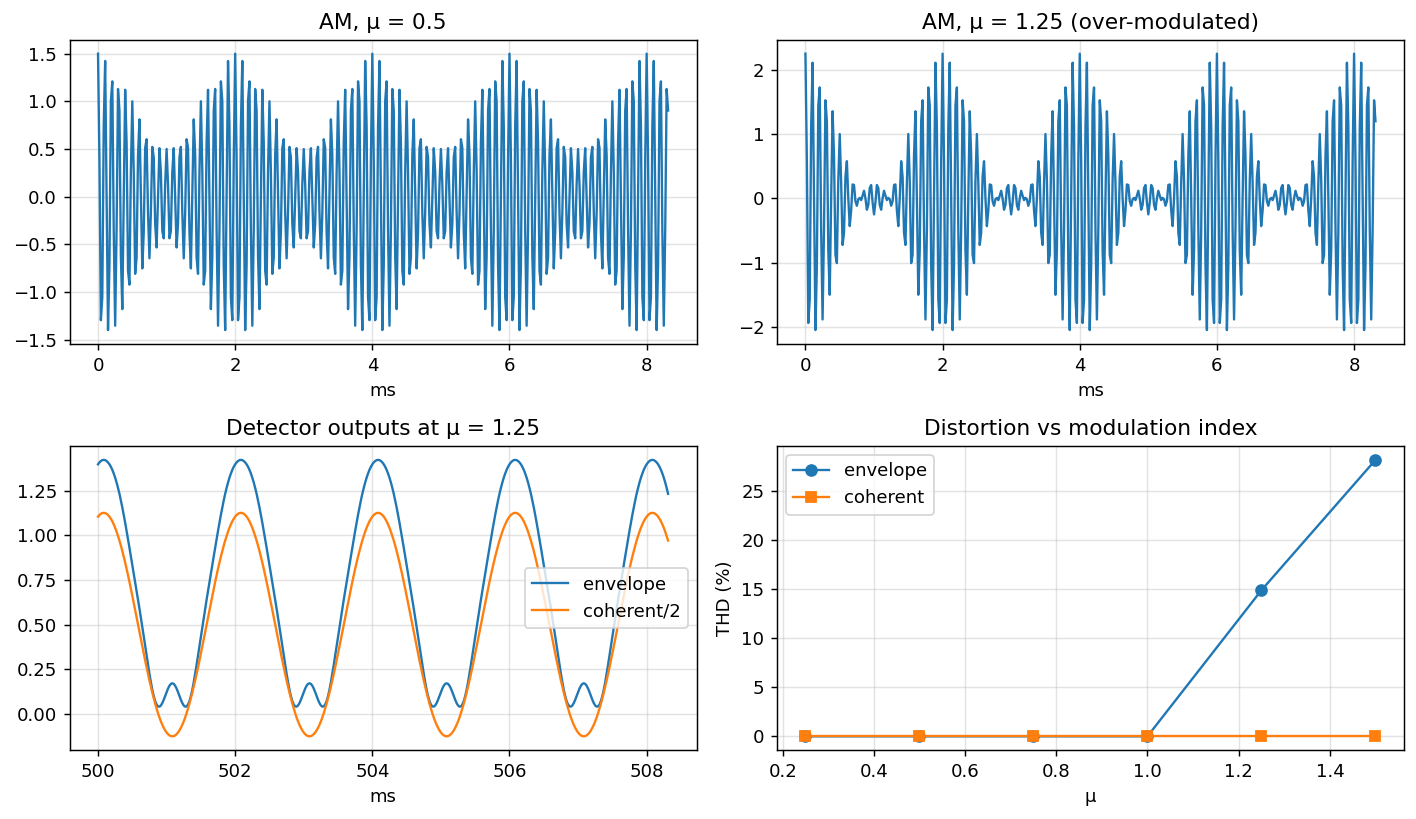 AM, μ = 0.5
1.5
1.0
0.5
0.0
−0.5
−1.0
−1.5
0 2 4 6 8
ms
AM, μ = 1.25 (over-modulated)
2
1
0
−1
−2
0 2 4 6 8
ms
Detector outputs at μ = 1.25
1.25
1.00
0.75
0.50
0.25
0.00
envelope
coherent/2
500 502 504 506 508
ms
Distortion vs modulation index
THD (%)
25
20
15
10
5
0
envelope
coherent
0.2 0.4 0.6 0.8 1.0 1.2 1.4
μ